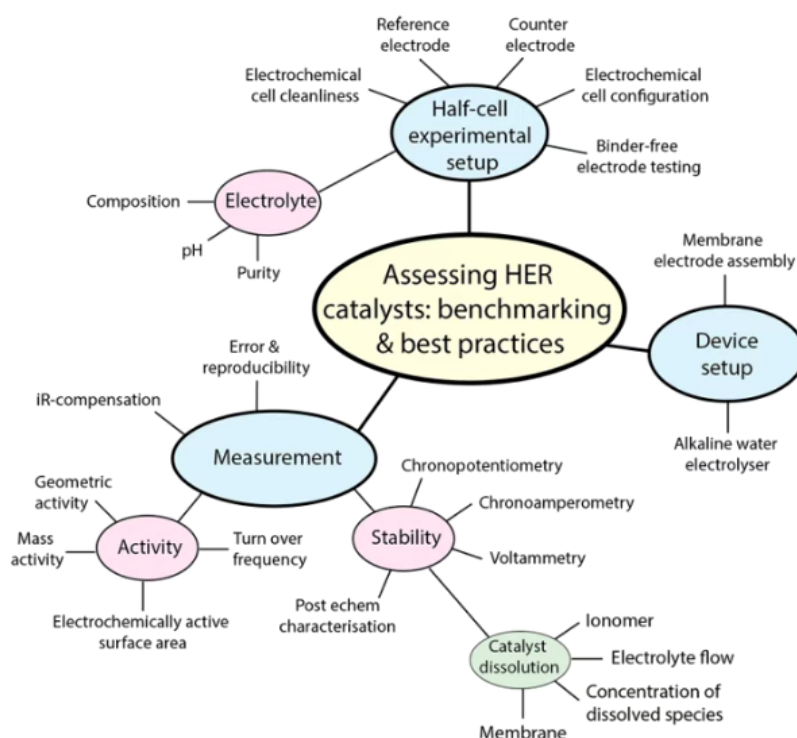 Reference
electrode
Counter
electrode
Electrochemical
cell cleanliness
Half-cell
experimental
setup
Electrochemical
cell configuration
Binder-free
electrode testing
Electrolyte
Composition
pH
Purity
Assessing HER
catalysts: benchmarking
& best practices
Membrane
electrode assembly
Device
setup
Alkaline water
electrolyser
Error &
reproducibility
iR-compensation
Measurement
Geometric
activity
Mass
activity
Activity
Turn over
frequency
Electrochemically active
surface area
Chronopotentiometry
Chronoamperometry
Stability
Voltammetry
Post echem
characterisation
Catalyst
dissolution
Ionomer
Electrolyte flow
Concentration of
dissolved species
Membrane